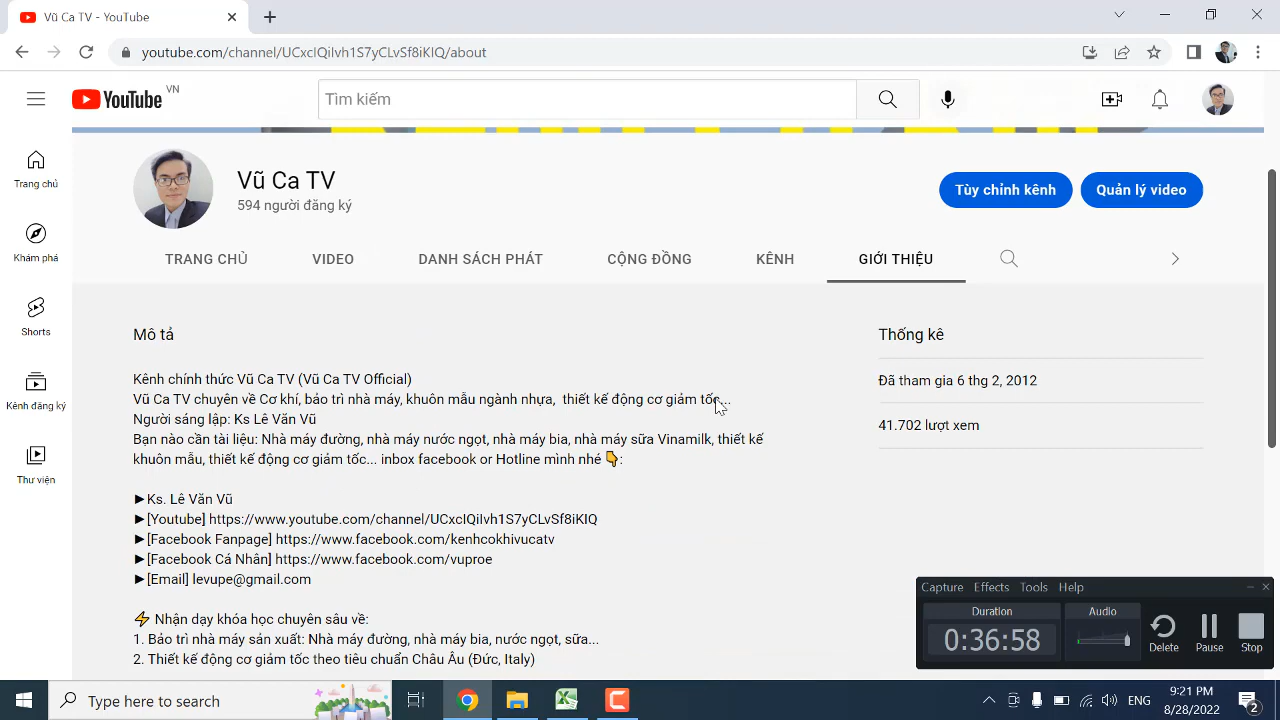 Vũ Ca TV - YouTube
youtube.com/channel/UCxcIQiIvh1S7yCLvSf8iKIQ/about
YouTube VN
Tìm kiếm
Trang chủ
Khám phá
Shorts
Kênh đăng ký
Thư viện
Vũ Ca TV
594 người đăng ký
Tùy chỉnh kênh
Quản lý video
TRANG CHỦ VIDEO DANH SÁCH PHÁT CỘNG ĐỒNG KÊNH GIỚI THIỆU
Mô tả
Kênh chính thức Vũ Ca TV (Vũ Ca TV Official)
Vũ Ca TV chuyên về Cơ khí, bảo trì nhà máy, khuôn mẫu ngành nhựa, thiết kế động cơ giảm tốc...
Người sáng lập: Ks Lê Văn Vũ
Bạn nào cần tài liệu: Nhà máy đường, nhà máy nước ngọt, nhà máy bia, nhà máy sữa Vinamilk, thiết kế
khuôn mẫu, thiết kế động cơ giảm tốc... inbox facebook or Hotline mình nhé 👇:
►Ks. Lê Văn Vũ
►[Youtube] https://www.youtube.com/channel/UCxcIQiIvh1S7yCLvSf8iKIQ
►[Facebook Fanpage] https://www.facebook.com/kenhcokhivucatv
►[Facebook Cá Nhân] https://www.facebook.com/vuproe
►[Email] levupe@gmail.com
⚡ Nhận dạy khóa học chuyên sâu về:
1. Bảo trì nhà máy sản xuất: Nhà máy đường, nhà máy bia, nước ngọt, sữa...
2. Thiết kế động cơ giảm tốc theo tiêu chuẩn Châu Âu (Đức, Italy)
Thống kê
Đã tham gia 6 thg 2, 2012
41.702 lượt xem
Capture Effects Tools Help
Duration
0:36:58
Audio
Delete Pause Stop
Type here to search
ENG
9:21 PM
8/28/2022
2